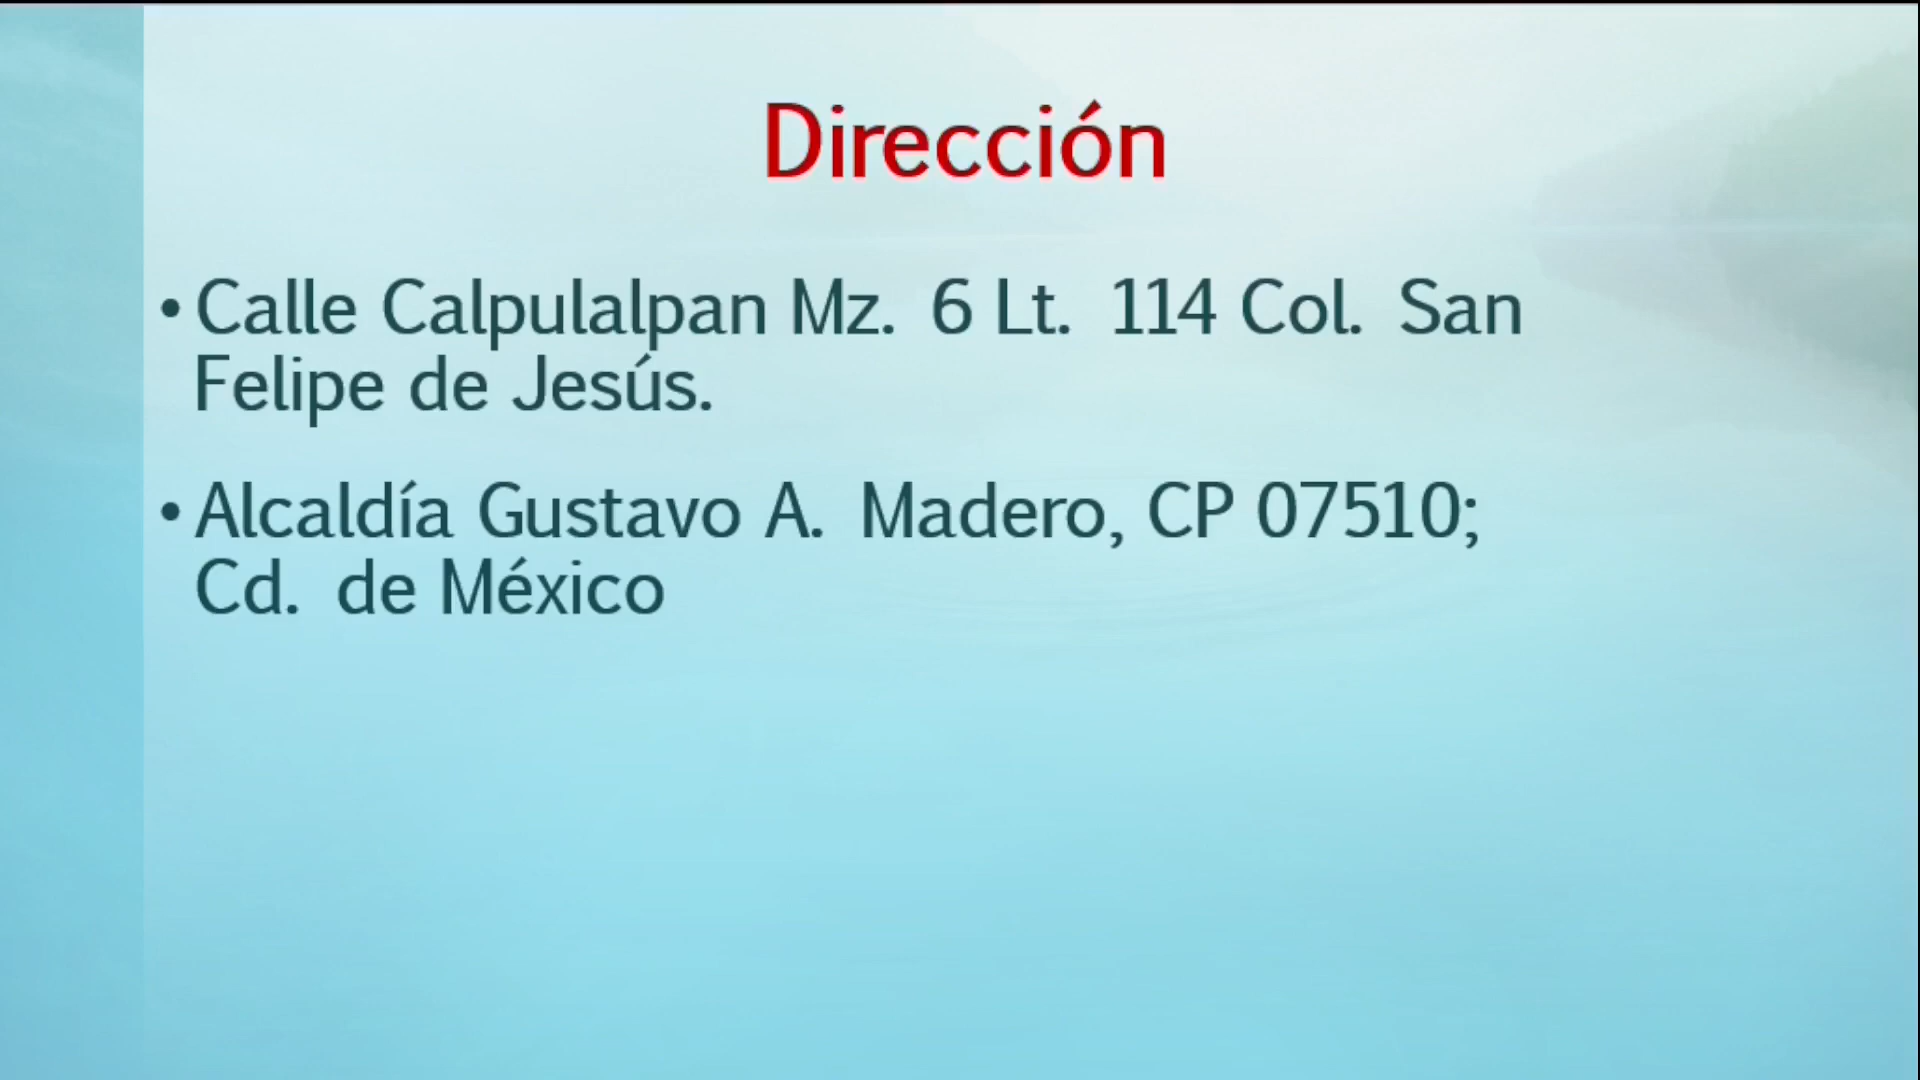 Dirección
• Calle Calpulalpan Mz. 6 Lt. 114 Col. San
Felipe de Jesús.
• Alcaldía Gustavo A. Madero, CP 07510;
Cd. de México